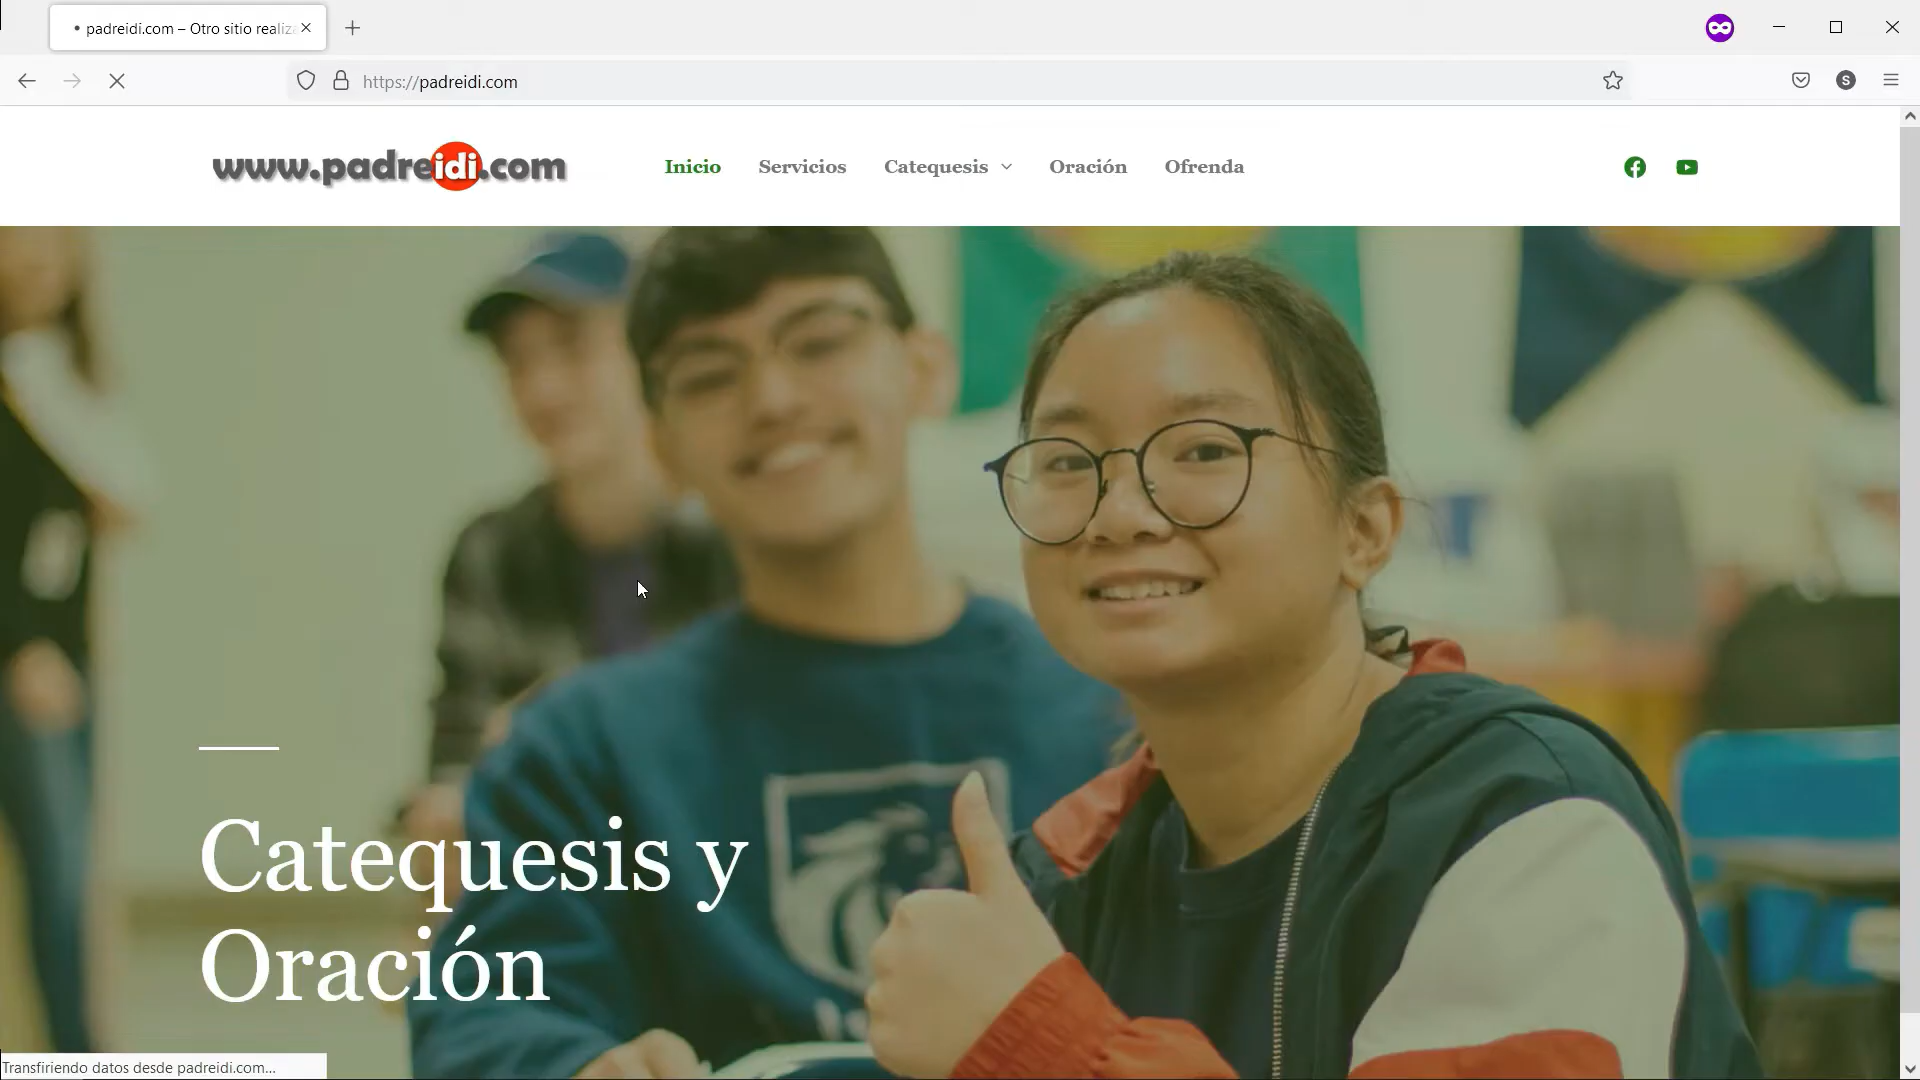 padreidi.com – Otro sitio realiz
https://padreidi.com
S
www.padreidi.com
Inicio
Servicios
Catequesis
Oración
Ofrenda
Catequesis y
Oración
Transfiriendo datos desde padreidi.com...